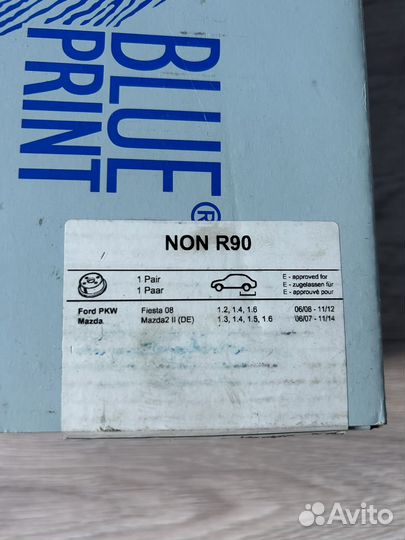 BLUE
PRINT
®
NON R90
1 Pair
1 Paar
E - approved for
E - zugelassen für
E - approuvé pour
Ford PKW Fiesta 08 1.2, 1.4, 1.6 06/08 - 11/12
Mazda Mazda2 II (DE) 1.3, 1.4, 1.5, 1.6 06/07 - 11/14
Avito